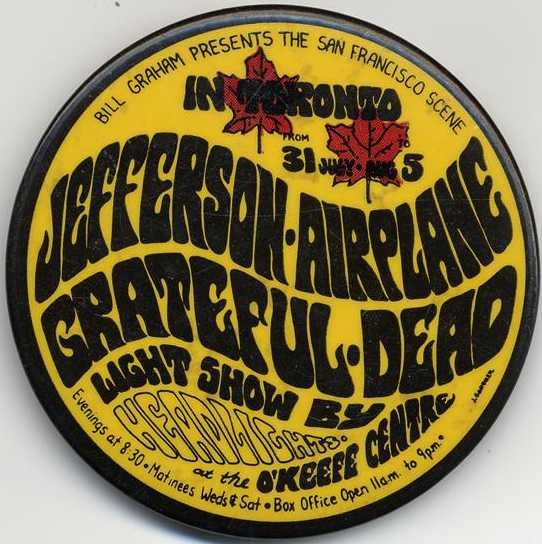 BILL GRAHAM PRESENTS THE SAN FRANCISCO SCENE
IN TORONTO
FROM 31 JULY • AUG TO 5
JEFFERSON • AIRPLANE
GRATEFUL • DEAD
LIGHT SHOW BY
HEADLIGHTS.
at the O'KEEFE CENTRE
Evenings at 8:30 • Matinees Weds & Sat • Box Office Open 11am. to 9pm. •